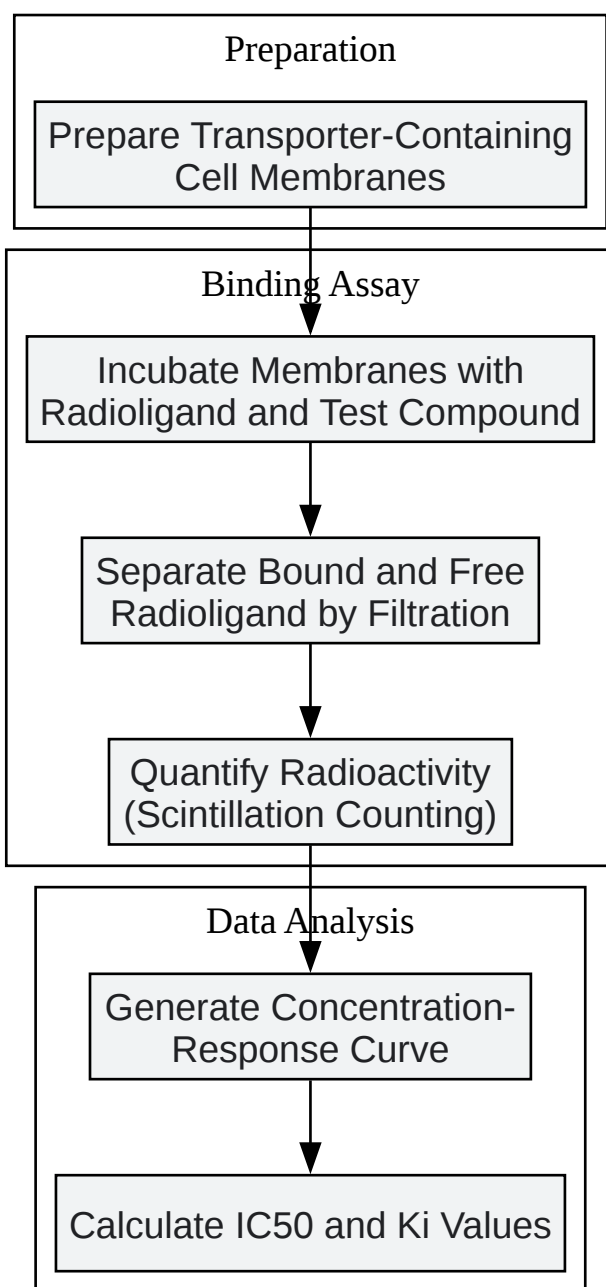 Preparation
Prepare Transporter-Containing
Cell Membranes
Binding Assay
Incubate Membranes with
Radioligand and Test Compound
Separate Bound and Free
Radioligand by Filtration
Quantify Radioactivity
(Scintillation Counting)
Data Analysis
Generate Concentration-
Response Curve
Calculate IC50 and Ki Values